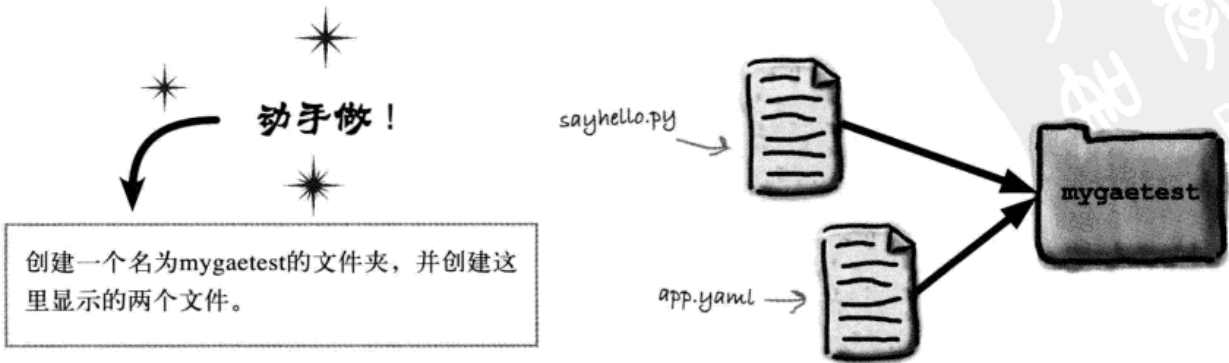 动手做！
创建一个名为mygaetest的文件夹，并创建这
里显示的两个文件。
sayhello.py
app.yaml
mygaetest